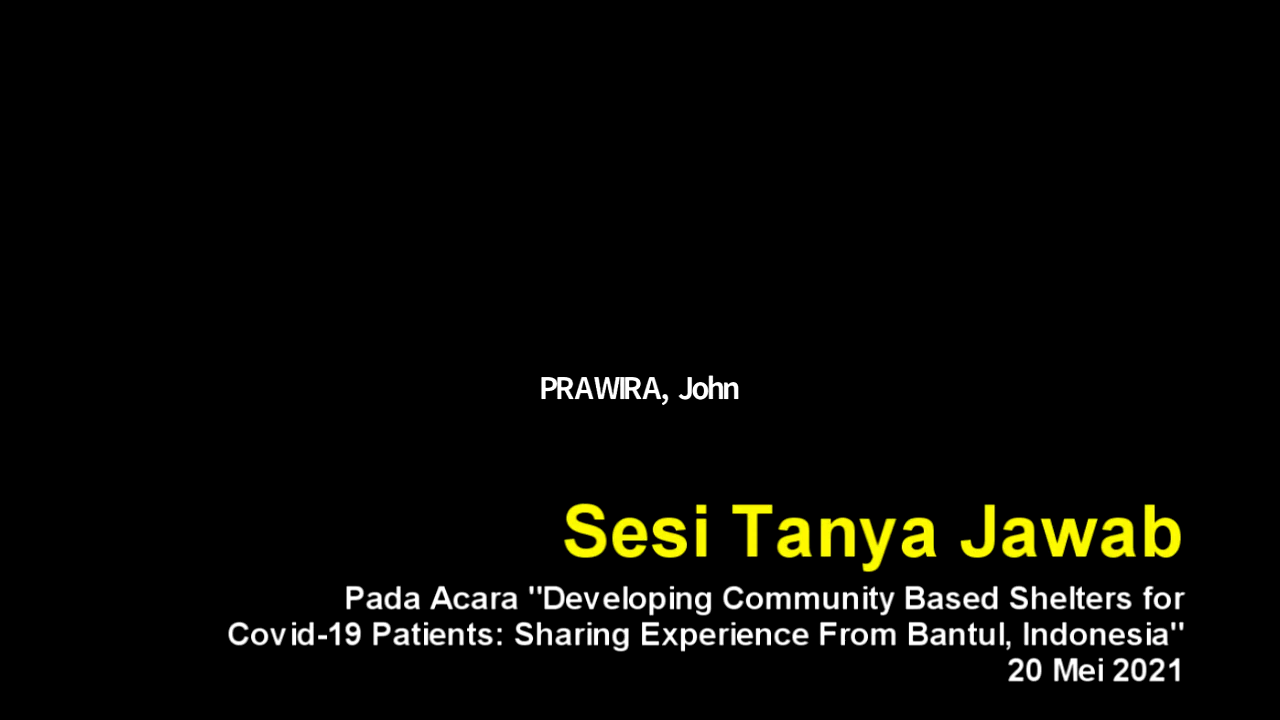 PRAWIRA, John
Sesi Tanya Jawab
Pada Acara "Developing Community Based Shelters for
Covid-19 Patients: Sharing Experience From Bantul, Indonesia"
20 Mei 2021